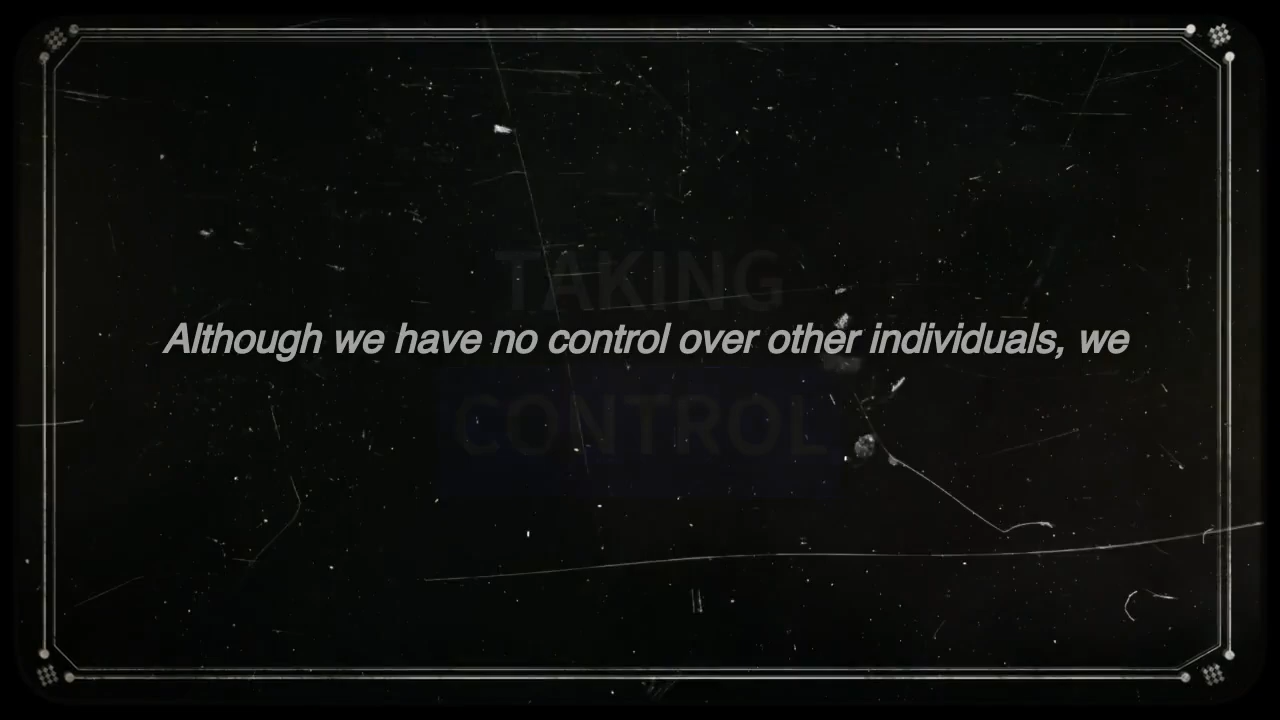 TAKING
Although we have no control over other individuals, we
CONTROL